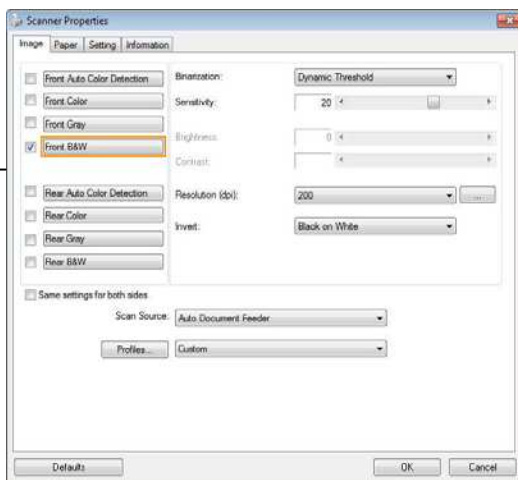 Scanner Properties
Image Paper Setting Information
Front Auto Color Detection
Front Color
Front Gray
Front B&W
Rear Auto Color Detection
Rear Color
Rear Gray
Rear B&W
Binarization: Dynamic Threshold
Sensitivity: 20
Brightness: 0
Contrast:
Resolution (dpi): 200 ...
Invert: Black on White
Same settings for both sides
Scan Source: Auto Document Feeder
Profiles... Custom
Defaults OK Cancel